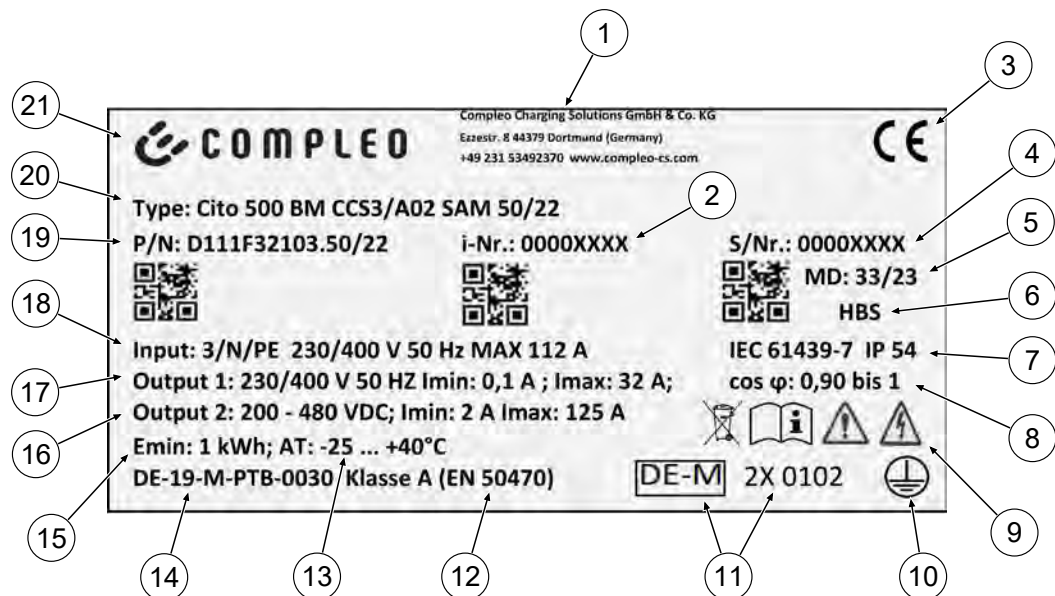 1
3
21
COMPLEO
Compleo Charging Solutions GmbH & Co. KG
Ezzestr. 8 44379 Dortmund (Germany)
+49 231 53492370 www.compleo-cs.com
CE
4
20
Type: Cito 500 BM CCS3/A02 SAM 50/22
2
19
P/N: D111F32103.50/22
i-Nr.: 0000XXXX
S/Nr.: 0000XXXX
5
MD: 33/23
6
HBS
18
Input: 3/N/PE 230/400 V 50 Hz MAX 112 A
IEC 61439-7 IP 54
7
17
Output 1: 230/400 V 50 HZ Imin: 0,1 A ; Imax: 32 A;
cos φ: 0,90 bis 1
16
Output 2: 200 - 480 VDC; Imin: 2 A Imax: 125 A
i
8
Emin: 1 kWh; AT: -25 ... +40°C
15
DE-19-M-PTB-0030 Klasse A (EN 50470)
DE-M 2X 0102
9
14
13
12
11
10